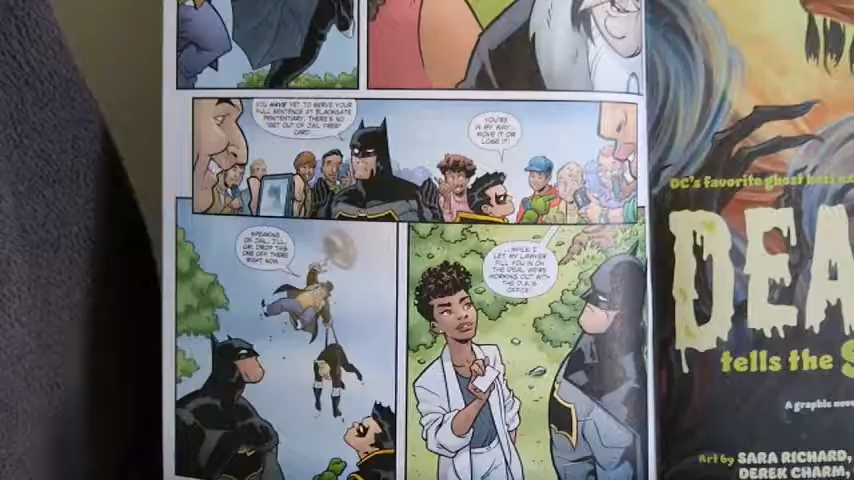 YOU HAVE YET TO SERVE YOUR
FULL SENTENCE AT BLACKGATE
PENITENTIARY. THERE'S NO
"GET OUT OF JAIL FREE"
CARD.
YOU'RE
IN MY WAY.
MOVE IT OR
LOSE IT!
SPEAKING
OF JAIL, I'LL
GO DROP THIS
ONE OFF THERE
RIGHT NOW.
WHILE I
LET MY LAWYER
FILL YOU IN ON
THE DEAL WE'RE
WORKING OUT WITH
THE D.A.'S
OFFICE!
DC's favorite ghost
DEA
tells the S
A graphic nove
Art by SARA RICHARD,
DEREK CHARM,